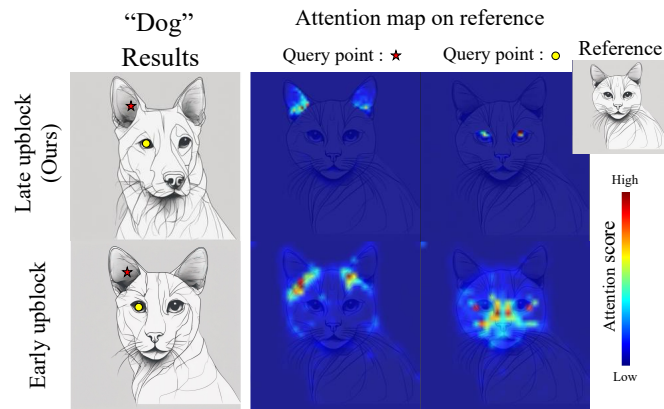 “Dog”
Results
Attention map on reference
Query point :
Query point :
Reference
Late upblock
(Ours)
Early upblock
High
Attention score
Low